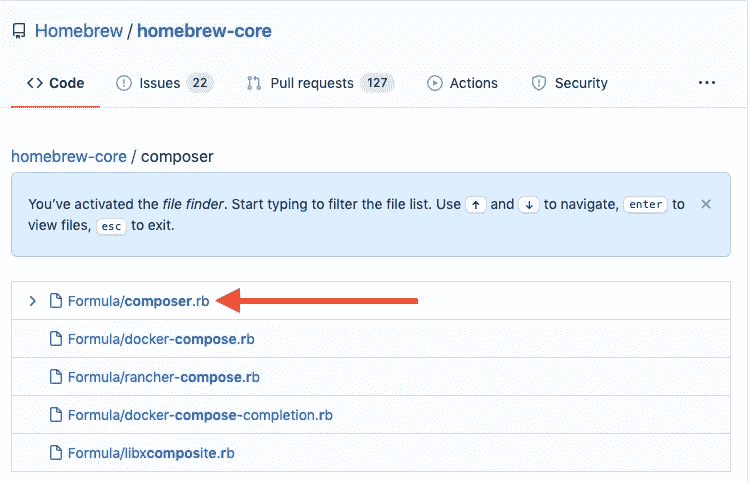 Homebrew / homebrew-core
Code Issues 22 Pull requests 127 Actions Security ...
homebrew-core / composer
You've activated the file finder. Start typing to filter the file list. Use ↑ and ↓ to navigate, enter to
view files, esc to exit.
Formula/composer.rb
Formula/docker-compose.rb
Formula/rancher-compose.rb
Formula/docker-compose-completion.rb
Formula/libxcomposite.rb